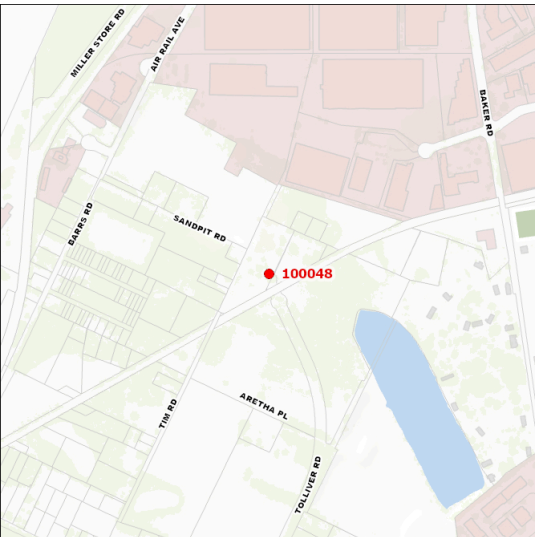 MILLER STORE RD
AIR RAIL AVE
BAKER RD
BARRS RD
SANDPIT RD
100048
TIM RD
ARETHA PL
TOLLIVER RD